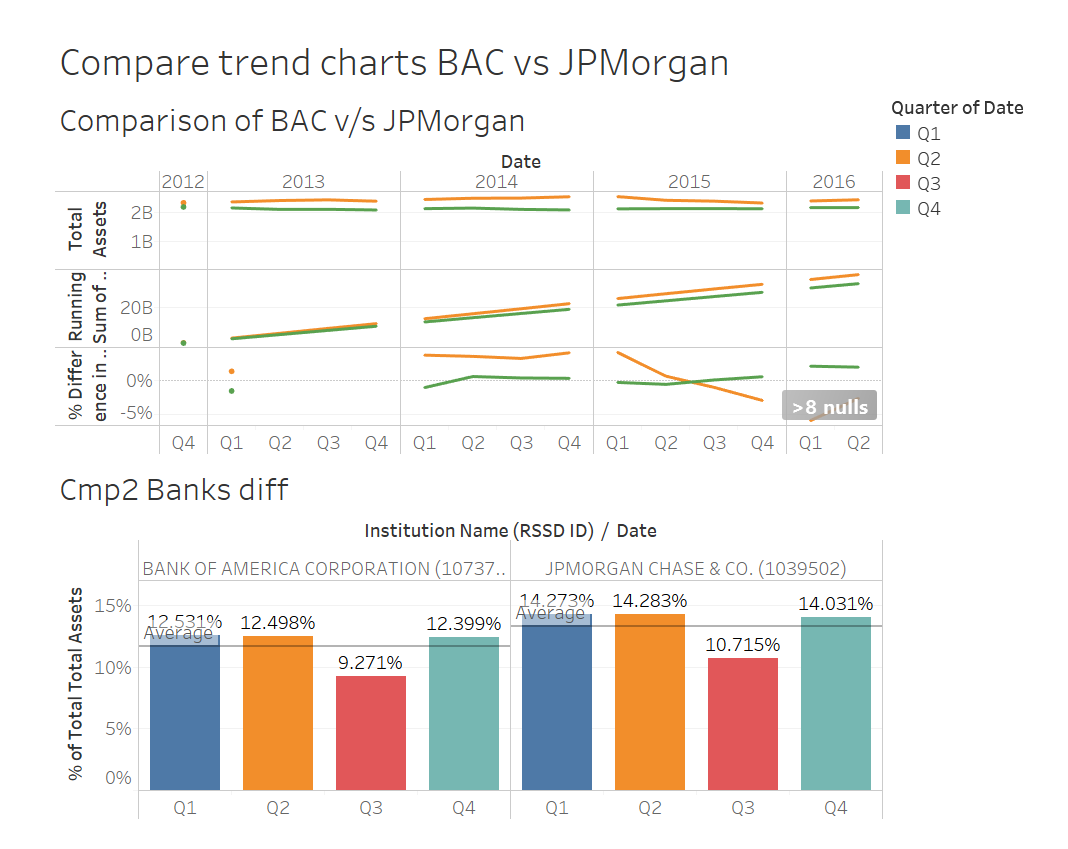 Compare trend charts BAC vs JPMorgan
Comparison of BAC v/s JPMorgan
Quarter of Date
Q1
Q2
Q3
Q4
Date
2012 2013 2014 2015 2016
Total
Assets
2B
1B
Running
Sum of ..
20B
0B
% Differ
ence in ..
0%
-5%
>8 nulls
Q4 Q1 Q2 Q3 Q4 Q1 Q2 Q3 Q4 Q1 Q2 Q3 Q4 Q1 Q2
Cmp2 Banks diff
Institution Name (RSSD ID) / Date
BANK OF AMERICA CORPORATION (10737.. JPMORGAN CHASE & CO. (1039502)
% of Total Total Assets
15%
10%
5%
0%
12.531% 12.498% 9.271% 12.399% 14.273% 14.283% 10.715% 14.031%
Average Average
Q1 Q2 Q3 Q4 Q1 Q2 Q3 Q4